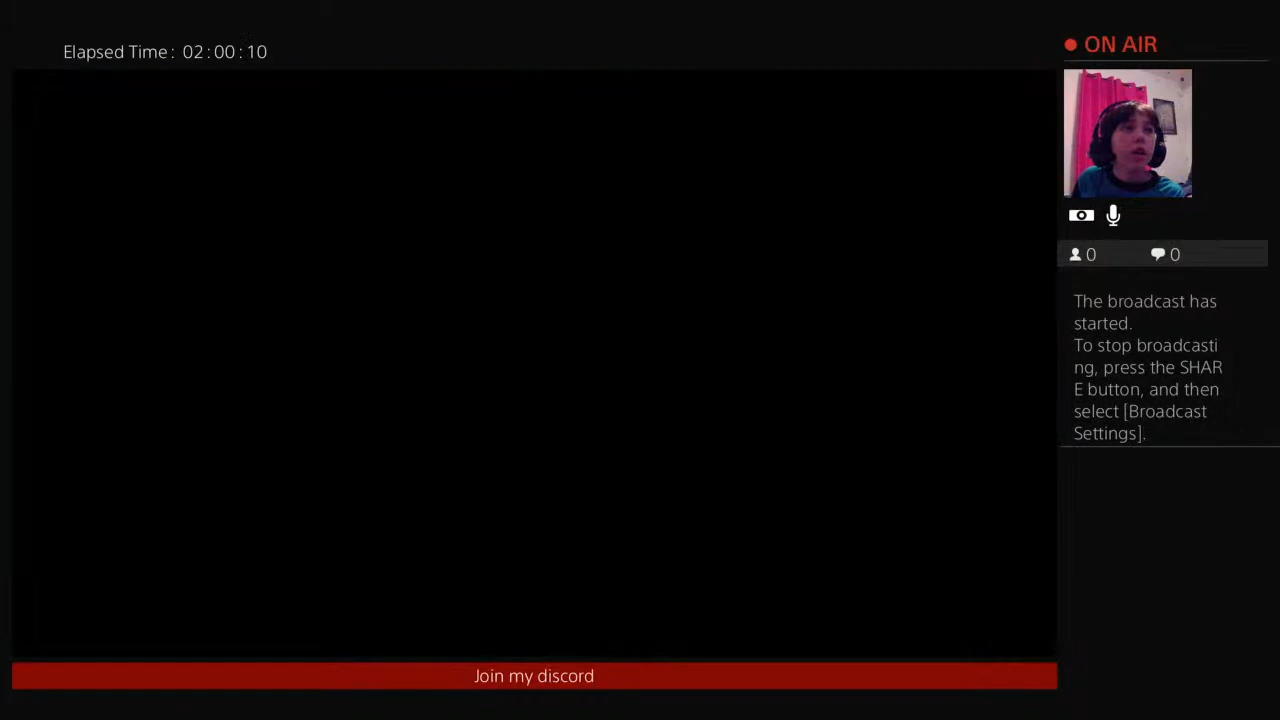 Elapsed Time: 02:00:10
ON AIR
0 0
The broadcast has
started.
To stop broadcasti
ng, press the SHAR
E button, and then
select [Broadcast
Settings].
Join my discord